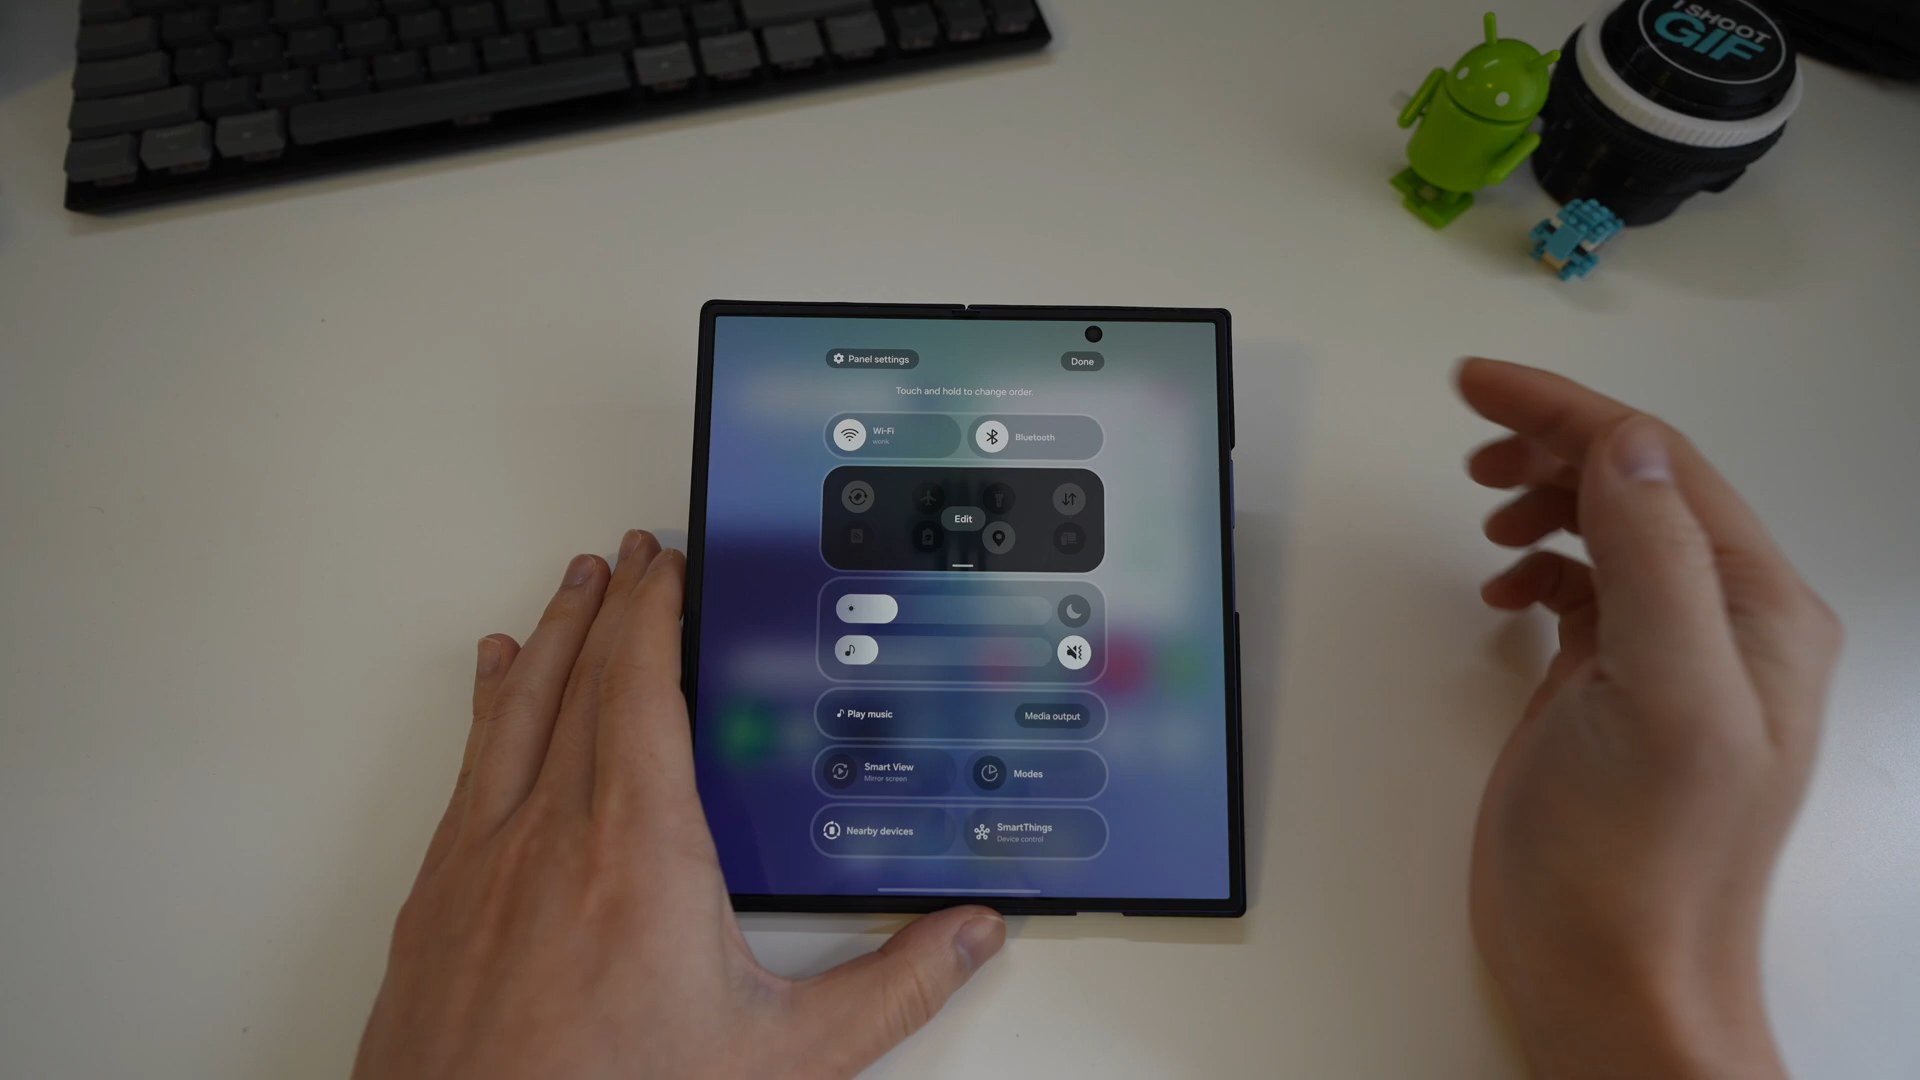 I SHOOT
GIF
Panel settings
Done
Touch and hold to change order.
Wi-Fi
wonk
Bluetooth
Edit
Play music
Media output
Smart View
Mirror screen
Modes
Nearby devices
SmartThings
Device control